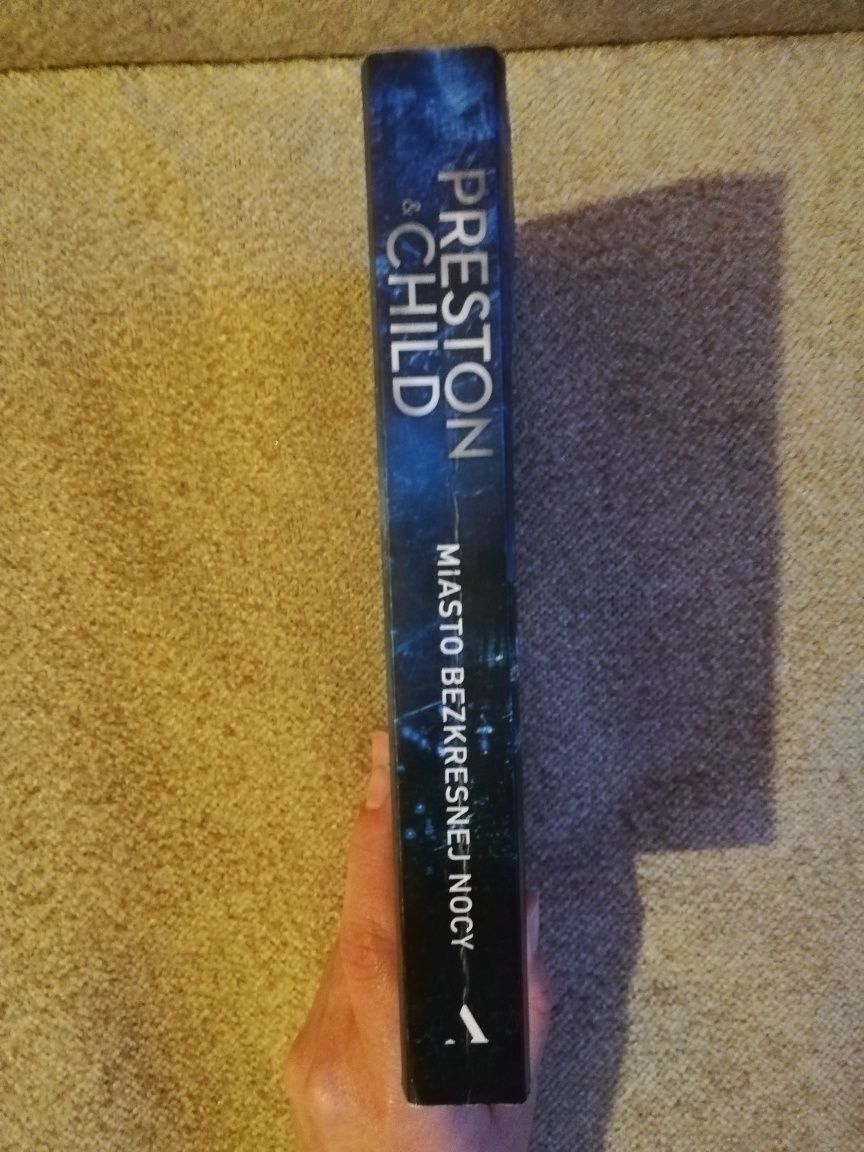 PRESTON
& CHILD
MIASTO BEZKRESNEJ NOCY